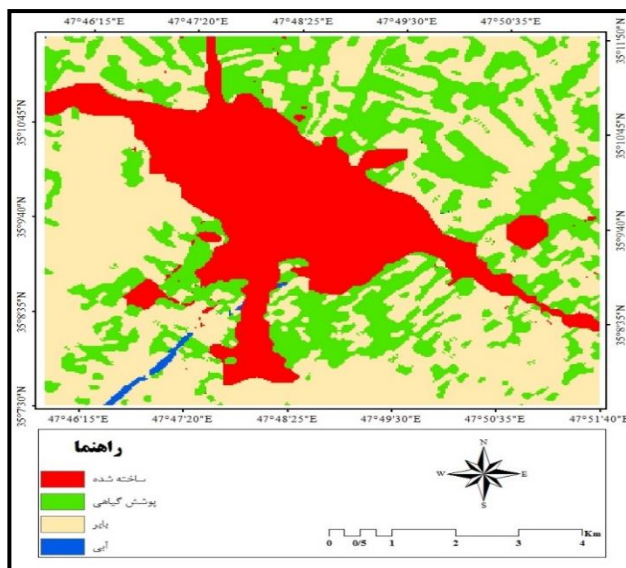 47°46'15"E 47°47'20"E 47°48'25"E 47°49'30"E 47°50'35"E
35°11'50"N
35°10'45"N 35°10'45"N
35°9'40"N 35°9'40"N
35°8'35"N 35°8'35"N
35°7'30"N
47°46'15"E 47°47'20"E 47°48'25"E 47°49'30"E 47°50'35"E 47°51'40"E
راهنما
ساخته شده
پوشش گیاهی
بایر
آبی
N
W E
S
Km
0 0/5 1 2 3 4